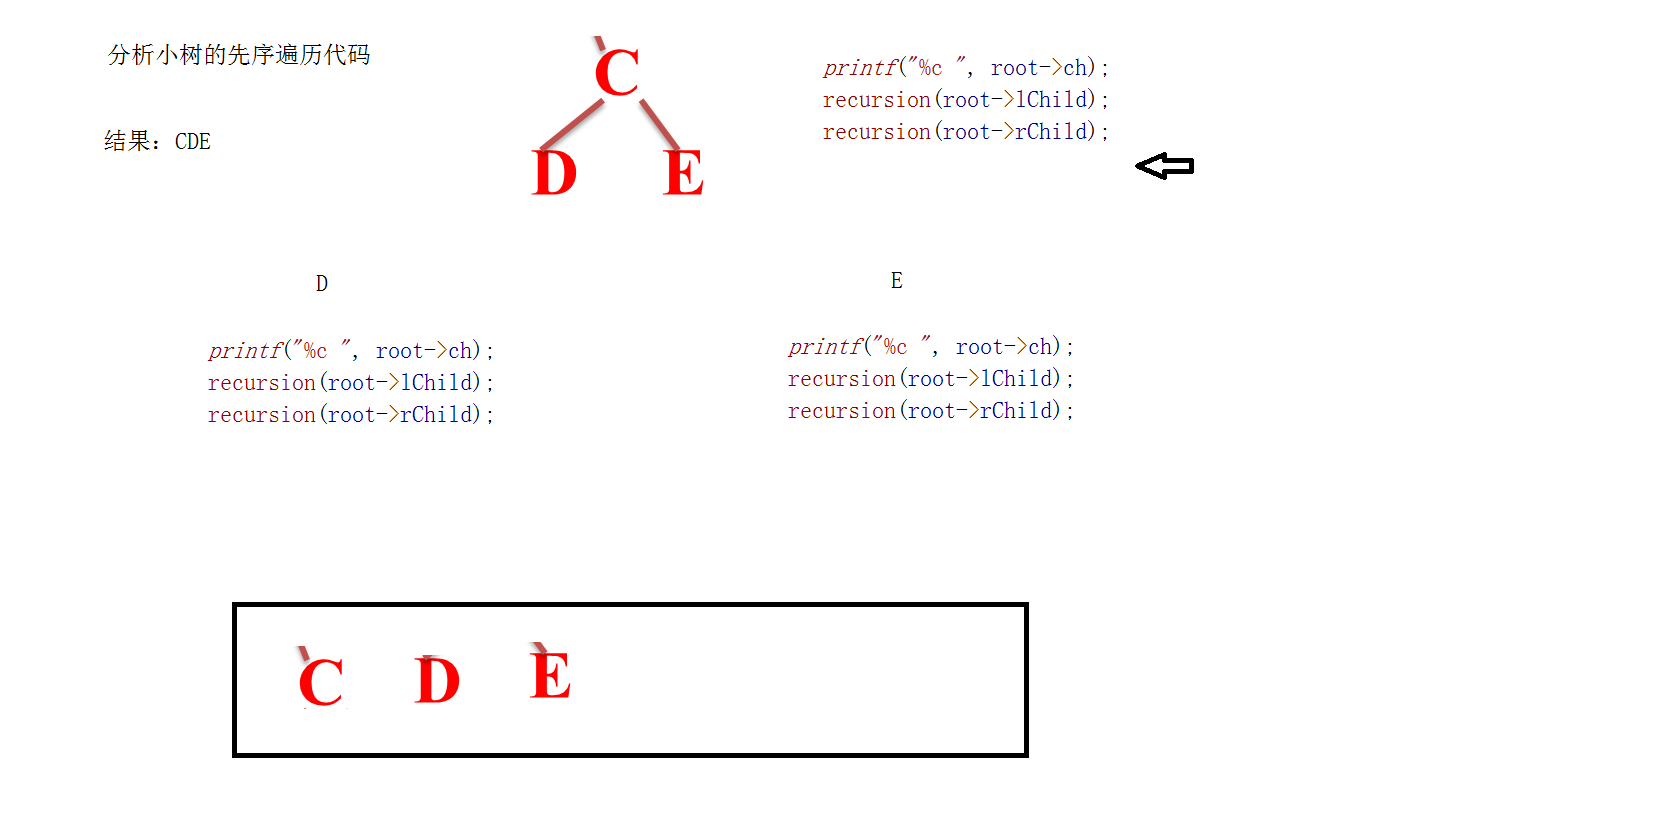 分析小树的先序遍历代码
结果：CDE
C
D E
printf("%c ", root->ch);
recursion(root->lChild);
recursion(root->rChild);
D
printf("%c ", root->ch);
recursion(root->lChild);
recursion(root->rChild);
E
printf("%c ", root->ch);
recursion(root->lChild);
recursion(root->rChild);
C D E